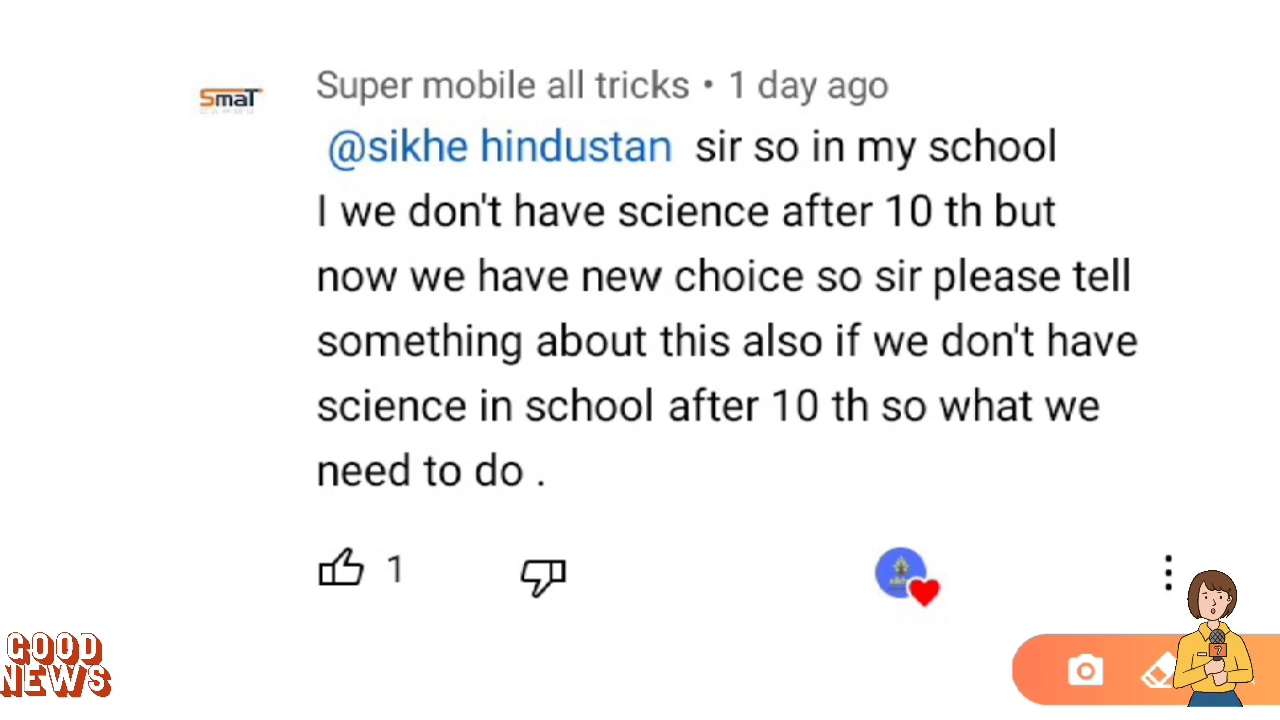 SmaT
Super mobile all tricks • 1 day ago
@sikhe hindustan sir so in my school
I we don't have science after 10 th but
now we have new choice so sir please tell
something about this also if we don't have
science in school after 10 th so what we
need to do .
1
GOOD
NEWS
7